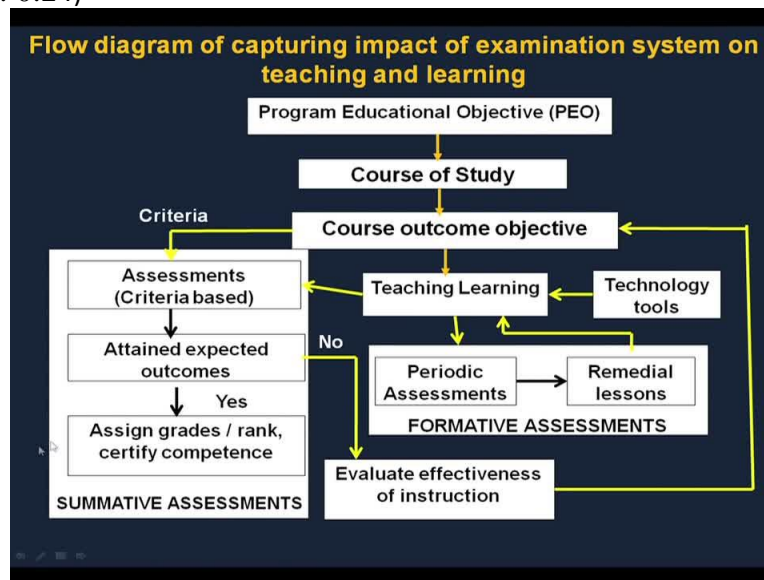 Flow diagram of capturing impact of examination system on
teaching and learning
Program Educational Objective (PEO)
Course of Study
Criteria
Course outcome objective
Assessments
(Criteria based)
Teaching Learning
Technology
tools
Attained expected
outcomes
No
Yes
Periodic
Assessments
Remedial
lessons
FORMATIVE ASSESSMENTS
Assign grades / rank,
certify competence
SUMMATIVE ASSESSMENTS
Evaluate effectiveness
of instruction